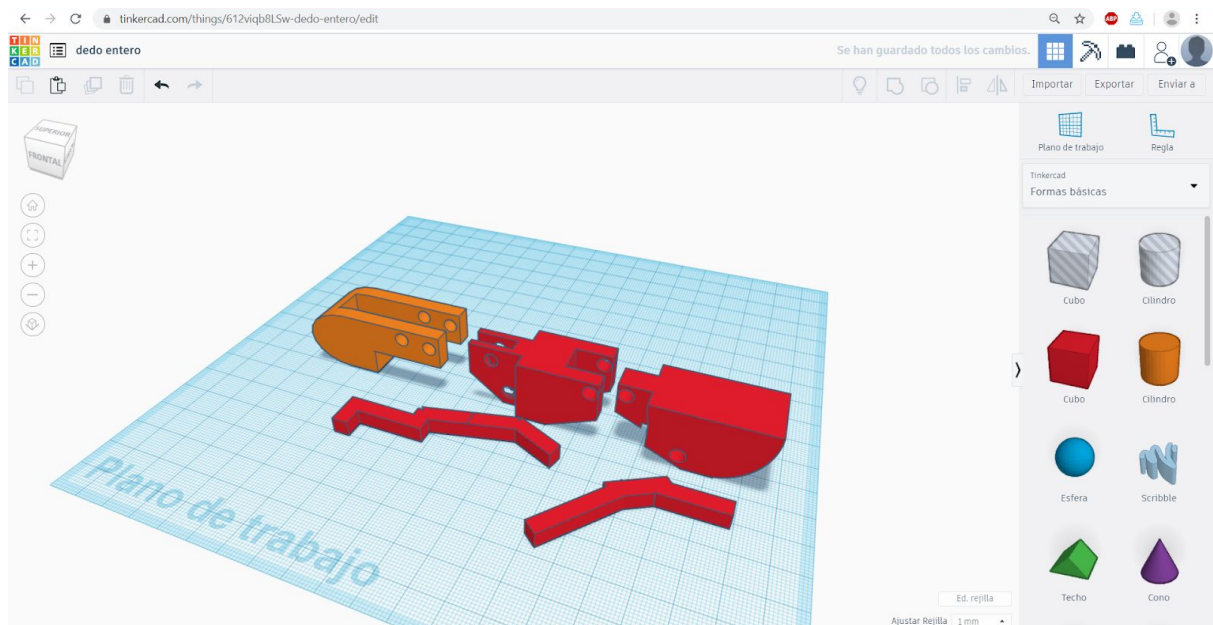 tinkercad.com/things/612viqb8LSw-dedo-entero/edit
ABP
TIN
KER
CAD
dedo entero
Se han guardado todos los cambios.
Importar
Exportar
Enviar a
SUPERIOR
FRONTAL
Plano de trabajo
Regla
Tinkercad
Formas básicas
Cubo
Cilindro
Cubo
Cilindro
Esfera
Scribble
Techo
Cono
Plano de trabajo
Ed. rejilla
Ajustar Rejilla 1 mm